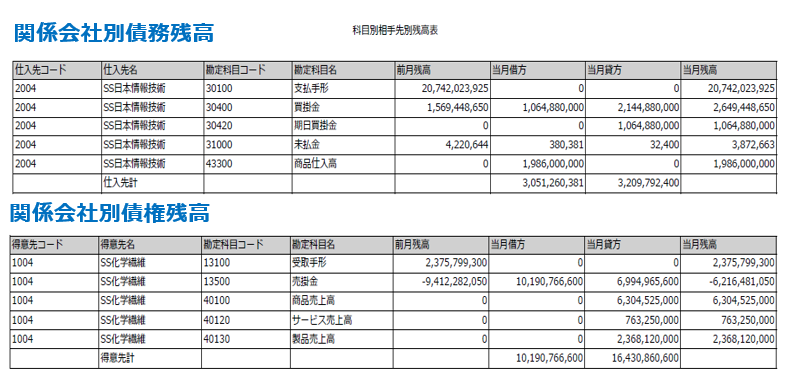 関係会社別債務残高
科目別相手先別残高表
仕入先コード 仕入先名 勘定科目コード 勘定科目名 前月残高 当月借方 当月貸方 当月残高
2004 SS日本情報技術 30100 支払手形 20,742,023,925 0 0 20,742,023,925
2004 SS日本情報技術 30400 買掛金 1,569,448,650 1,064,880,000 2,144,880,000 2,649,448,650
2004 SS日本情報技術 30420 期日買掛金 0 0 1,064,880,000 1,064,880,000
2004 SS日本情報技術 31000 未払金 4,220,644 380,381 32,400 3,872,663
2004 SS日本情報技術 43300 商品仕入高 0 1,986,000,000 0 1,986,000,000
仕入先計 3,051,260,381 3,209,792,400
関係会社別債権残高
得意先コード 得意先名 勘定科目コード 勘定科目名 前月残高 当月借方 当月貸方 当月残高
1004 SS化学繊維 13100 受取手形 2,375,799,300 0 0 2,375,799,300
1004 SS化学繊維 13500 売掛金 -9,412,282,050 10,190,766,600 6,994,965,600 -6,216,481,050
1004 SS化学繊維 40100 商品売上高 0 0 6,304,525,000 6,304,525,000
1004 SS化学繊維 40120 サービス売上高 0 0 763,250,000 763,250,000
1004 SS化学繊維 40130 製品売上高 0 0 2,368,120,000 2,368,120,000
得意先計 10,190,766,600 16,430,860,600